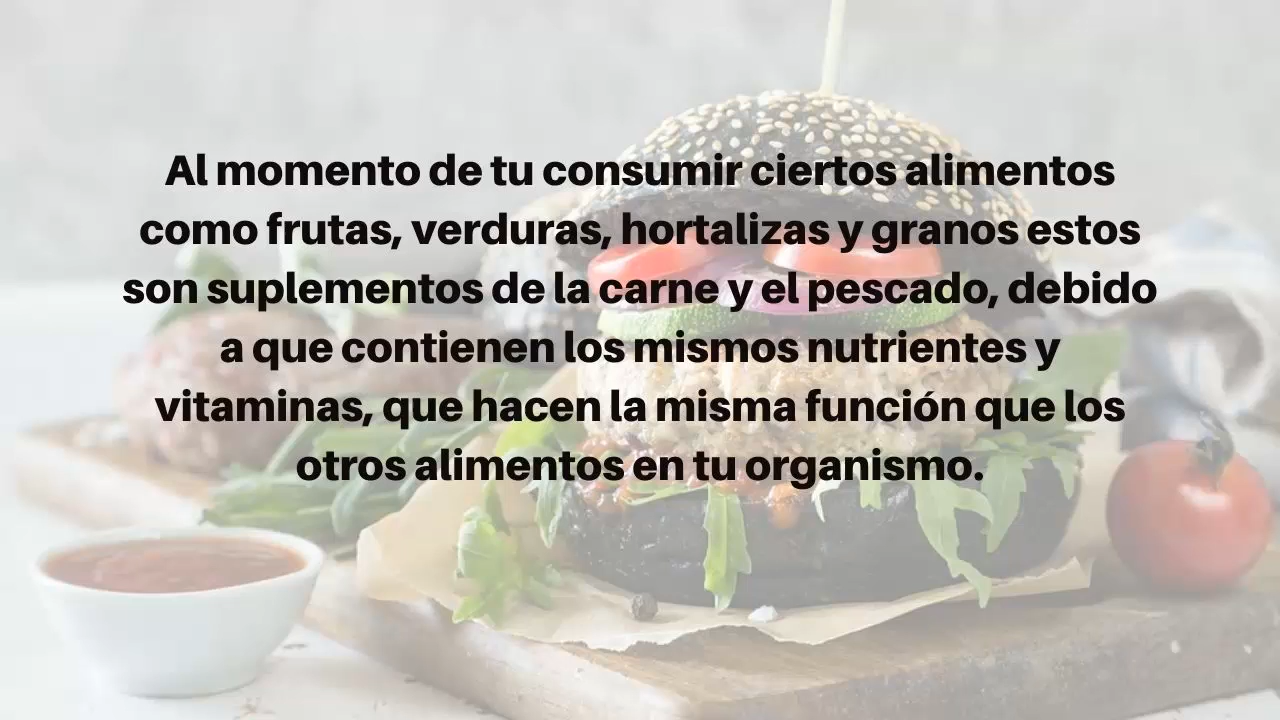 Al momento de tu consumir ciertos alimentos
como frutas, verduras, hortalizas y granos estos
son suplementos de la carne y el pescado, debido
a que contienen los mismos nutrientes y
vitaminas, que hacen la misma función que los
otros alimentos en tu organismo.